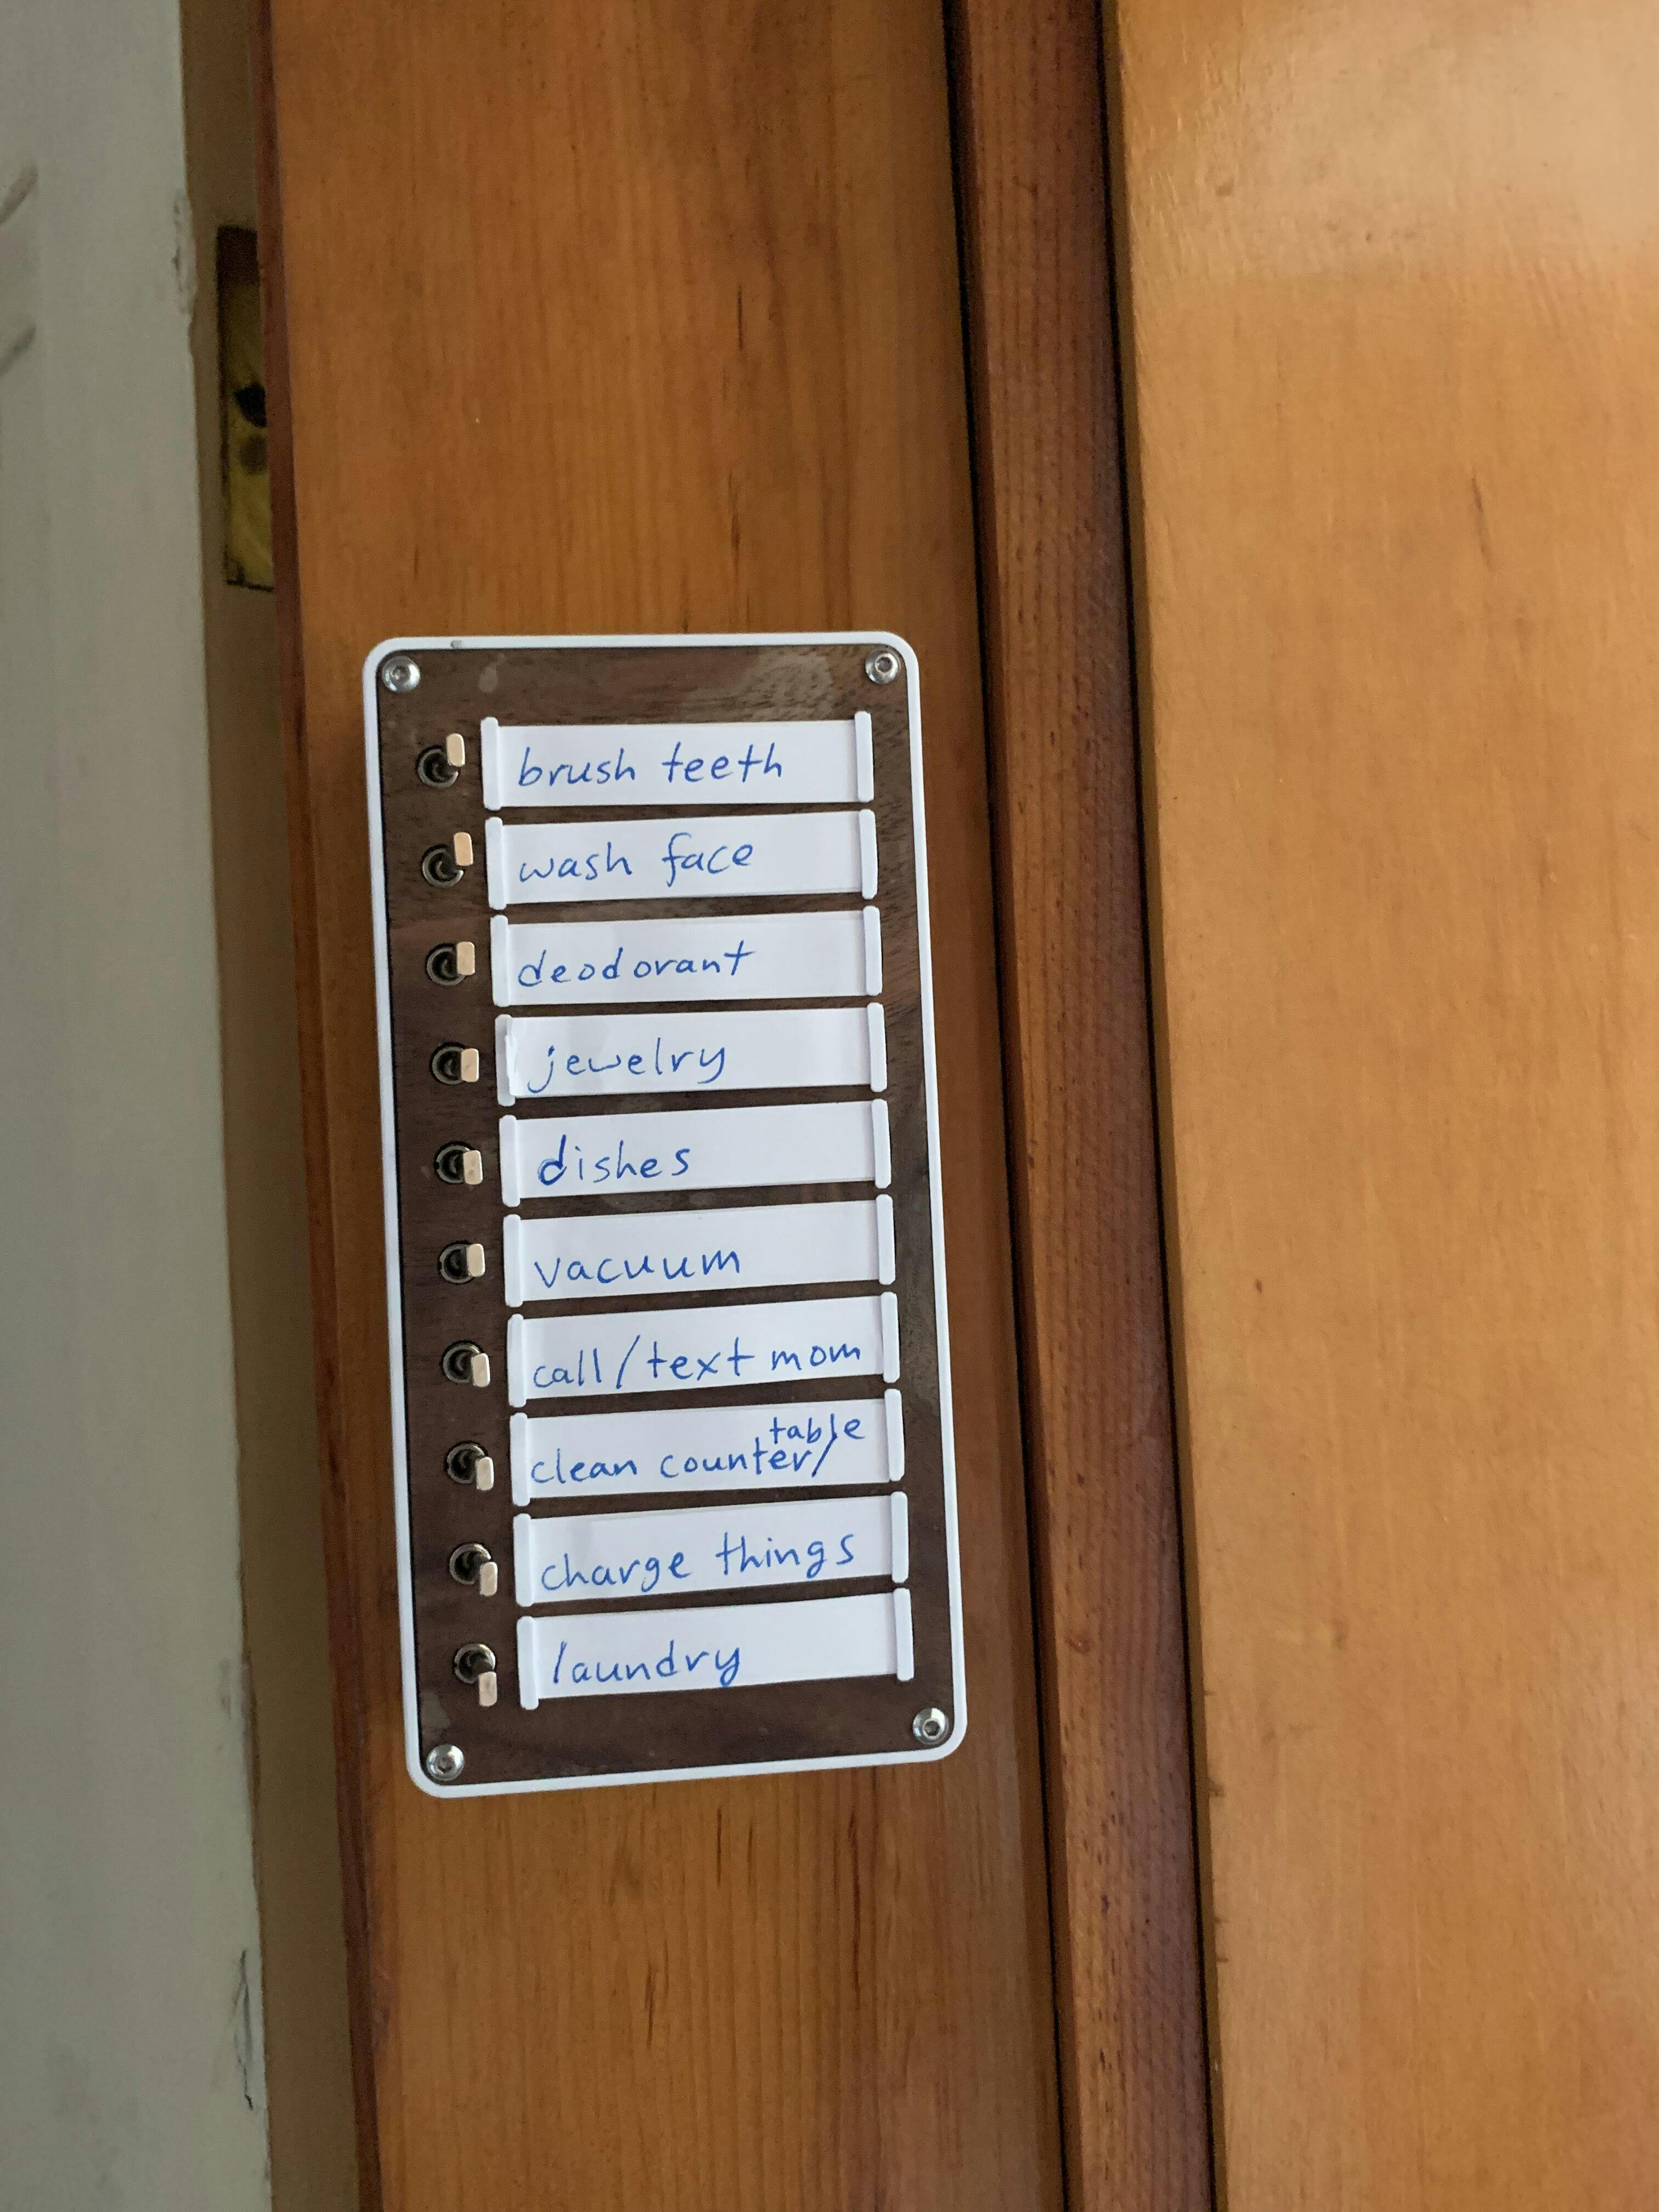 brush teeth
wash face
deodorant
jewelry
dishes
vacuum
call/text mom
clean counter/table
charge things
laundry